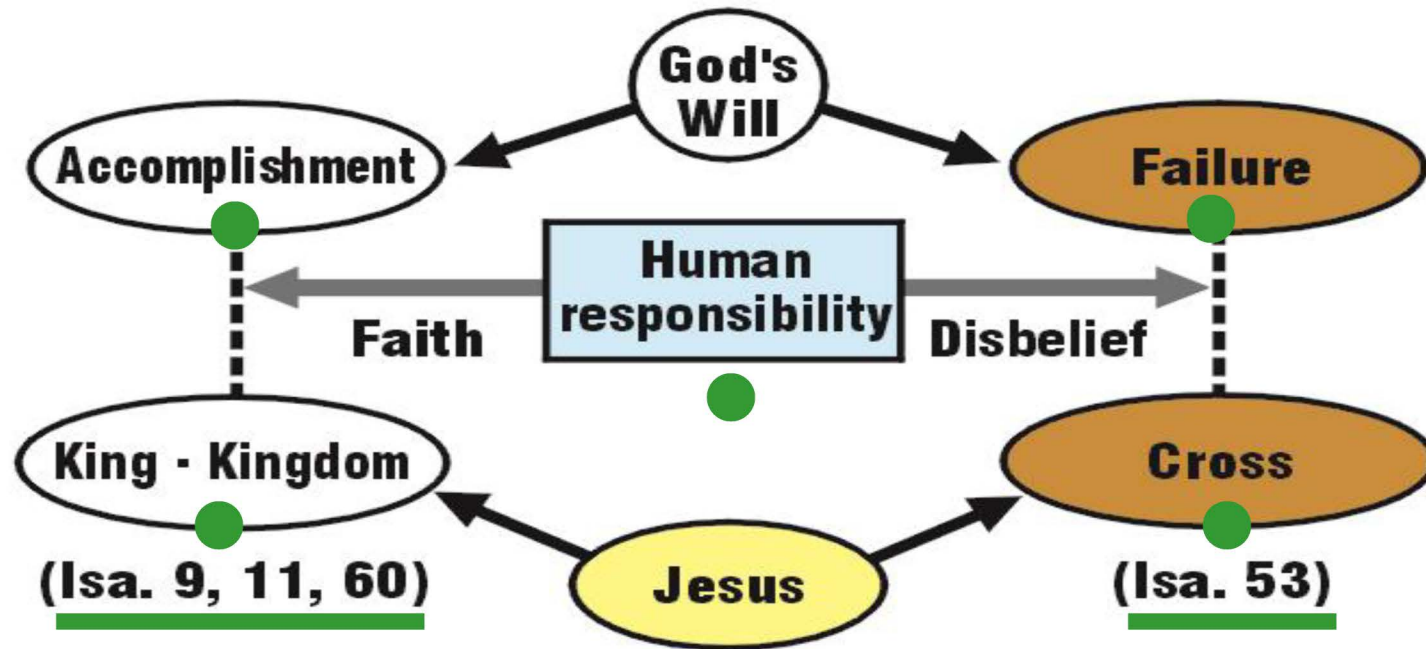 God's
Will
Accomplishment
Failure
Human
responsibility
Faith
Disbelief
King - Kingdom
Cross
Jesus
(Isa. 9, 11, 60)
(Isa. 53)